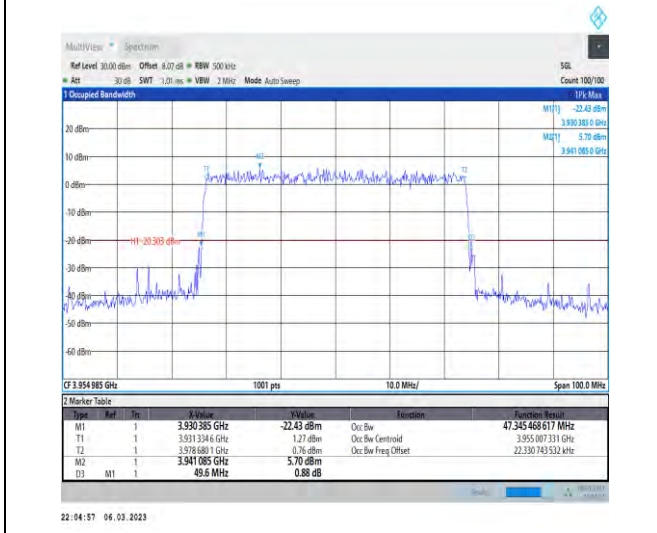 MultiView Spectrum
Ref Level 30.00 dBm Offset 8.07 dB RBW 500 kHz SGL
Att 30 dB SWT 1.01 ms VBW 2 MHz Mode Auto Sweep Count 100/100
1 Occupied Bandwidth 1Pk Max
M1[1] -22.43 dBm
3.930 383 0 GHz
20 dBm M2[1] 5.70 dBm
3.941 085 0 GHz
10 dBm
M2
T1 T2
0 dBm
-10 dBm
M1
-20 dBm H1 -20.303 dBm
-30 dBm
-40 dBm
-50 dBm
-60 dBm
CF 3.954 985 GHz 1001 pts 10.0 MHz/ Span 100.0 MHz
2 Marker Table
Type Ref Trc X-Value Y-Value Function Function Result
M1 1 3.930 385 GHz -22.43 dBm Occ Bw 47.345 468 617 MHz
T1 1 3.931 334 6 GHz 1.27 dBm Occ Bw Centroid 3.955 007 331 GHz
T2 1 3.978 680 1 GHz 0.76 dBm Occ Bw Freq Offset 22.330 743 532 kHz
M2 1 3.941 085 GHz 5.70 dBm
D3 M1 1 49.6 MHz 0.88 dB
22:04:57 06.03.2023